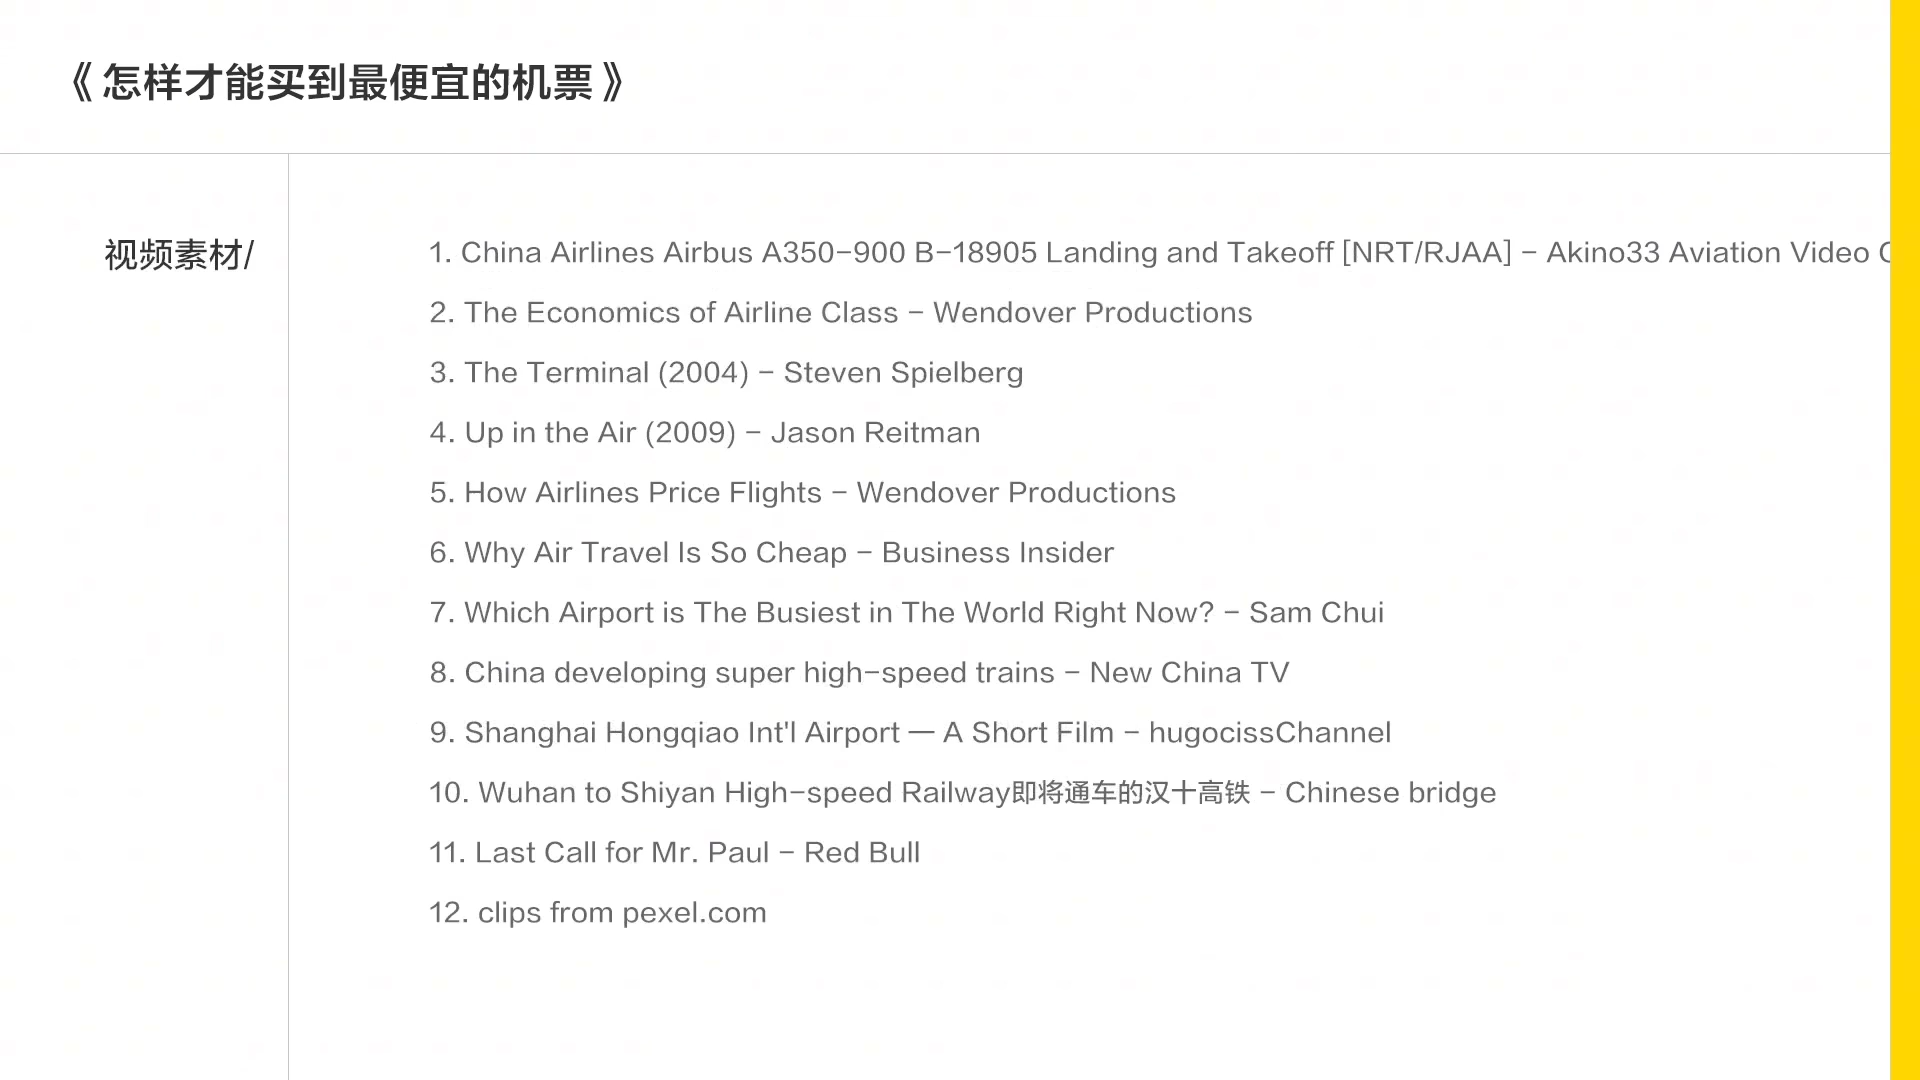 《怎样才能买到最便宜的机票》
视频素材/
1. China Airlines Airbus A350-900 B-18905 Landing and Takeoff [NRT/RJAA] - Akino33 Aviation Video
2. The Economics of Airline Class - Wendover Productions
3. The Terminal (2004) - Steven Spielberg
4. Up in the Air (2009) - Jason Reitman
5. How Airlines Price Flights - Wendover Productions
6. Why Air Travel Is So Cheap - Business Insider
7. Which Airport is The Busiest in The World Right Now? - Sam Chui
8. China developing super high-speed trains - New China TV
9. Shanghai Hongqiao Int'l Airport — A Short Film - hugocissChannel
10. Wuhan to Shiyan High-speed Railway即将通车的汉十高铁 - Chinese bridge
11. Last Call for Mr. Paul - Red Bull
12. clips from pexel.com